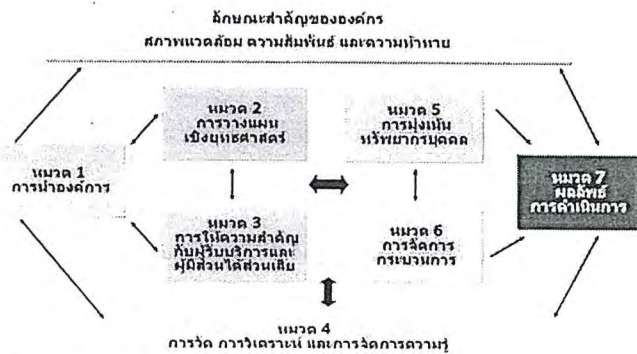 ลักษณะสำคัญขององค์กร
สภาพแวดล้อม ความสัมพันธ์ และความท้าทาย
หมวด 2
การวางแผน
เชิงยุทธศาสตร์
หมวด 5
การมุ่งเน้น
ทรัพยากรบุคคล
หมวด 1
การนำองค์การ
หมวด 7
ผลลัพธ์
การดำเนินการ
หมวด 3
การให้ความสำคัญ
กับผู้รับบริการและ
ผู้มีส่วนได้ส่วนเสีย
หมวด 6
การจัดการ
กระบวนการ
หมวด 4
การวัด การวิเคราะห์ และการจัดการความรู้